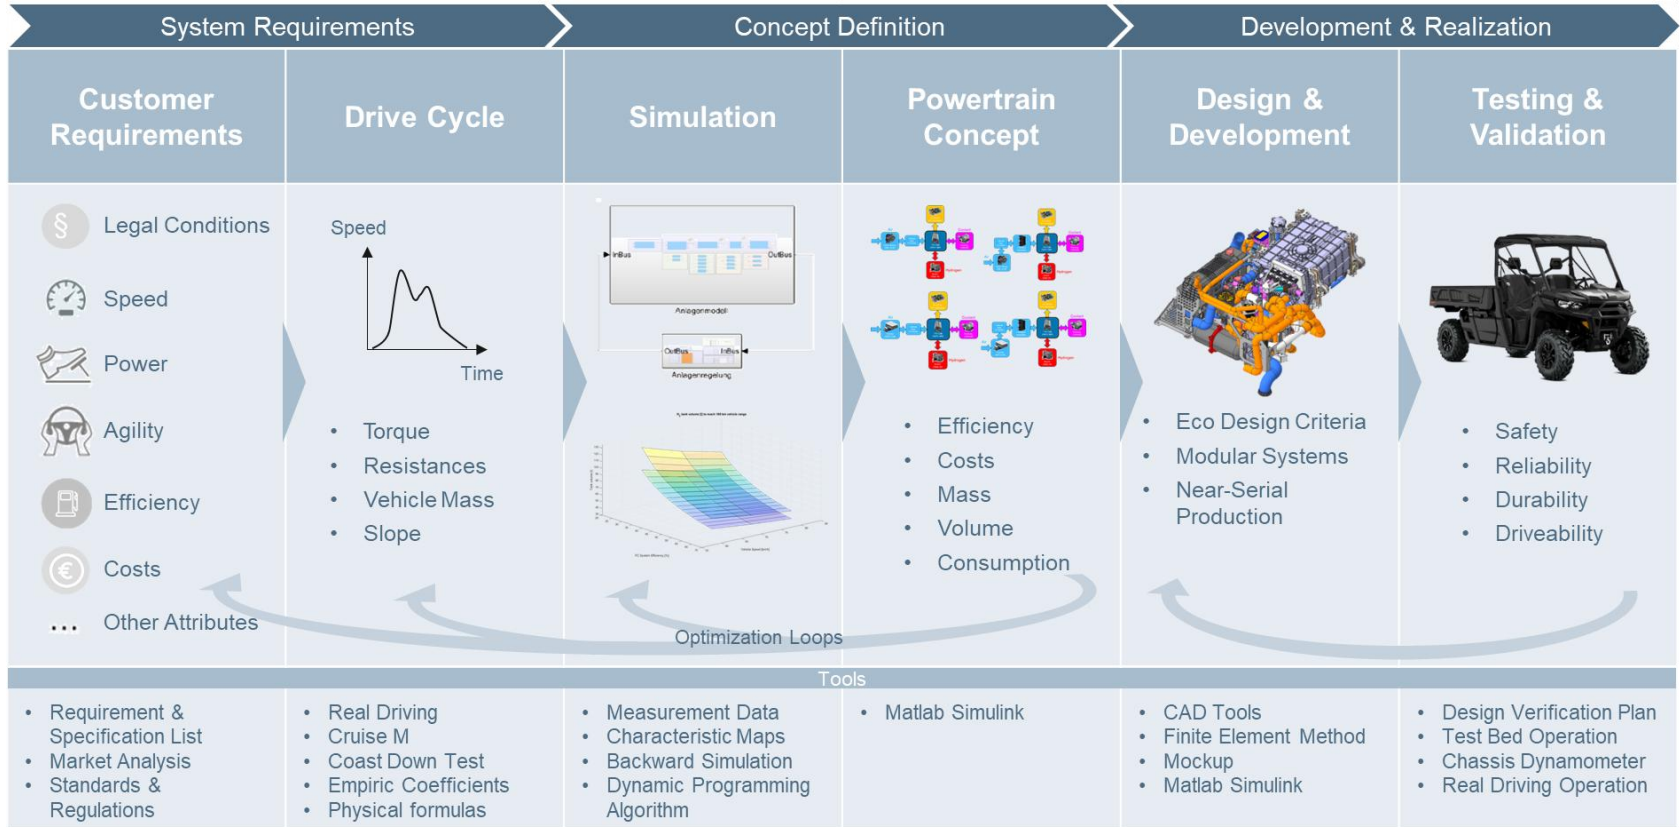 System Requirements
Concept Definition
Development & Realization
Customer
Requirements
Drive Cycle
Simulation
Powertrain
Concept
Design &
Development
Testing &
Validation
§
Legal Conditions
Speed
Power
Agility
Efficiency
€
Costs
...
Other Attributes
Speed
Time
• Torque
• Resistances
• Vehicle Mass
• Slope
InBus
OutBus
Anlagenmodell
OutBus
InBus
Anlagenregelung
• Efficiency
• Costs
• Mass
• Volume
• Consumption
• Eco Design Criteria
• Modular Systems
• Near-Serial
Production
• Safety
• Reliability
• Durability
• Driveability
Optimization Loops
Tools
• Requirement &
Specification List
• Market Analysis
• Standards &
Regulations
• Real Driving
• Cruise M
• Coast Down Test
• Empiric Coefficients
• Physical formulas
• Measurement Data
• Characteristic Maps
• Backward Simulation
• Dynamic Programming
Algorithm
• Matlab Simulink
• CAD Tools
• Finite Element Method
• Mockup
• Matlab Simulink
• Design Verification Plan
• Test Bed Operation
• Chassis Dynamometer
• Real Driving Operation